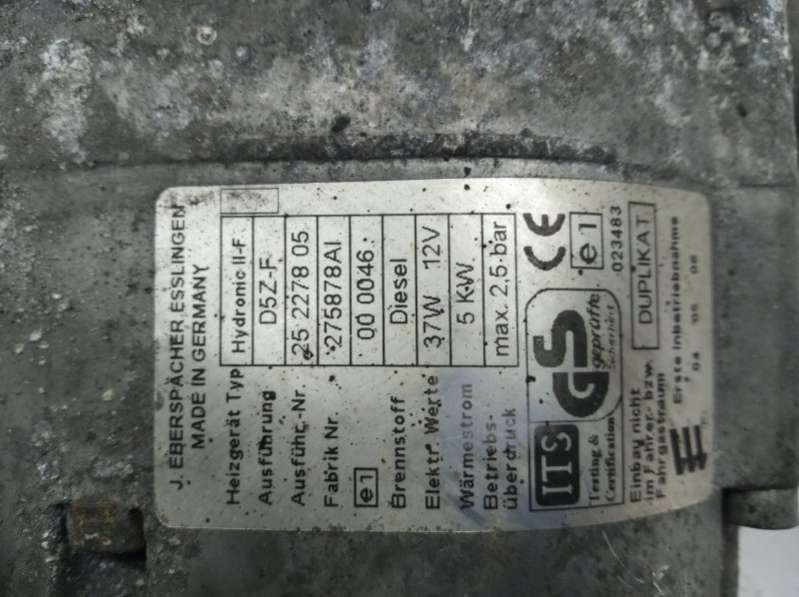 J. EBERSPÄCHER ESSLINGEN
MADE IN GERMANY
Heizgerät Typ Hydronic II-F
Ausführung D5Z-F
Ausführ.-Nr. 25 2278 05
Fabrik Nr. 275878AI
e1 00 0046
Brennstoff Diesel
Elektr. Werte 37W 12V
Wärmestrom 5 KW
Betriebs-
überdruck max. 2,5 bar
ITS
Testing &
Certification
GS
geprüfte
Sicherheit
CE
e1
023483
Einbau nicht
im Fahrer- bzw.
Fahrgastraum
DUPLIKAT
Erste Inbetriebnahme
04 05 06